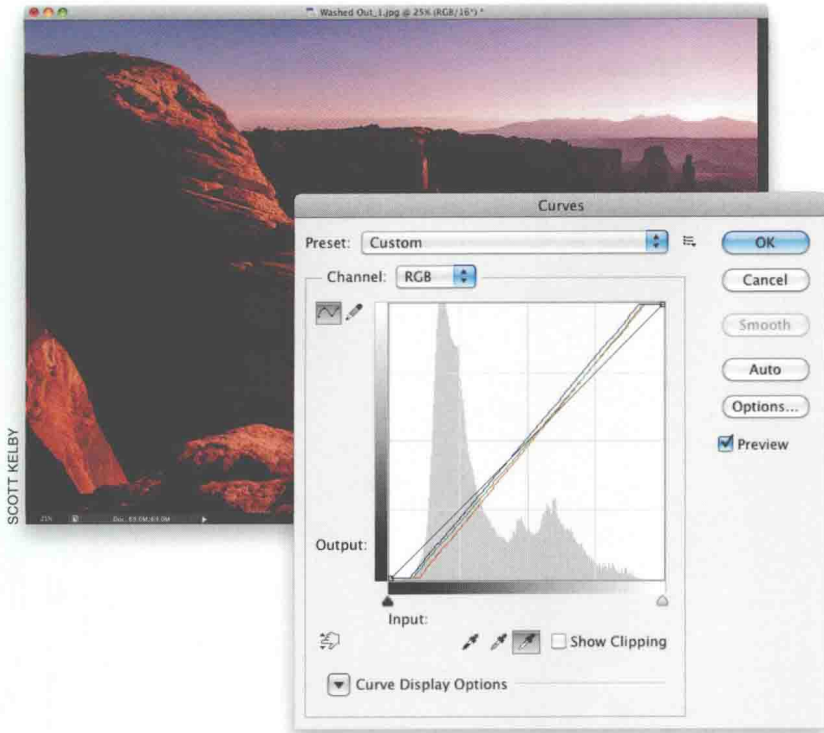 Washed Out_1.jpg @ 25% (RGB/16*) *
SCOTT KELBY
25%
Curves
Preset: Custom
OK
Channel: RGB
Cancel
Smooth
Auto
Options...
Preview
Output:
Input:
Show Clipping
Curve Display Options